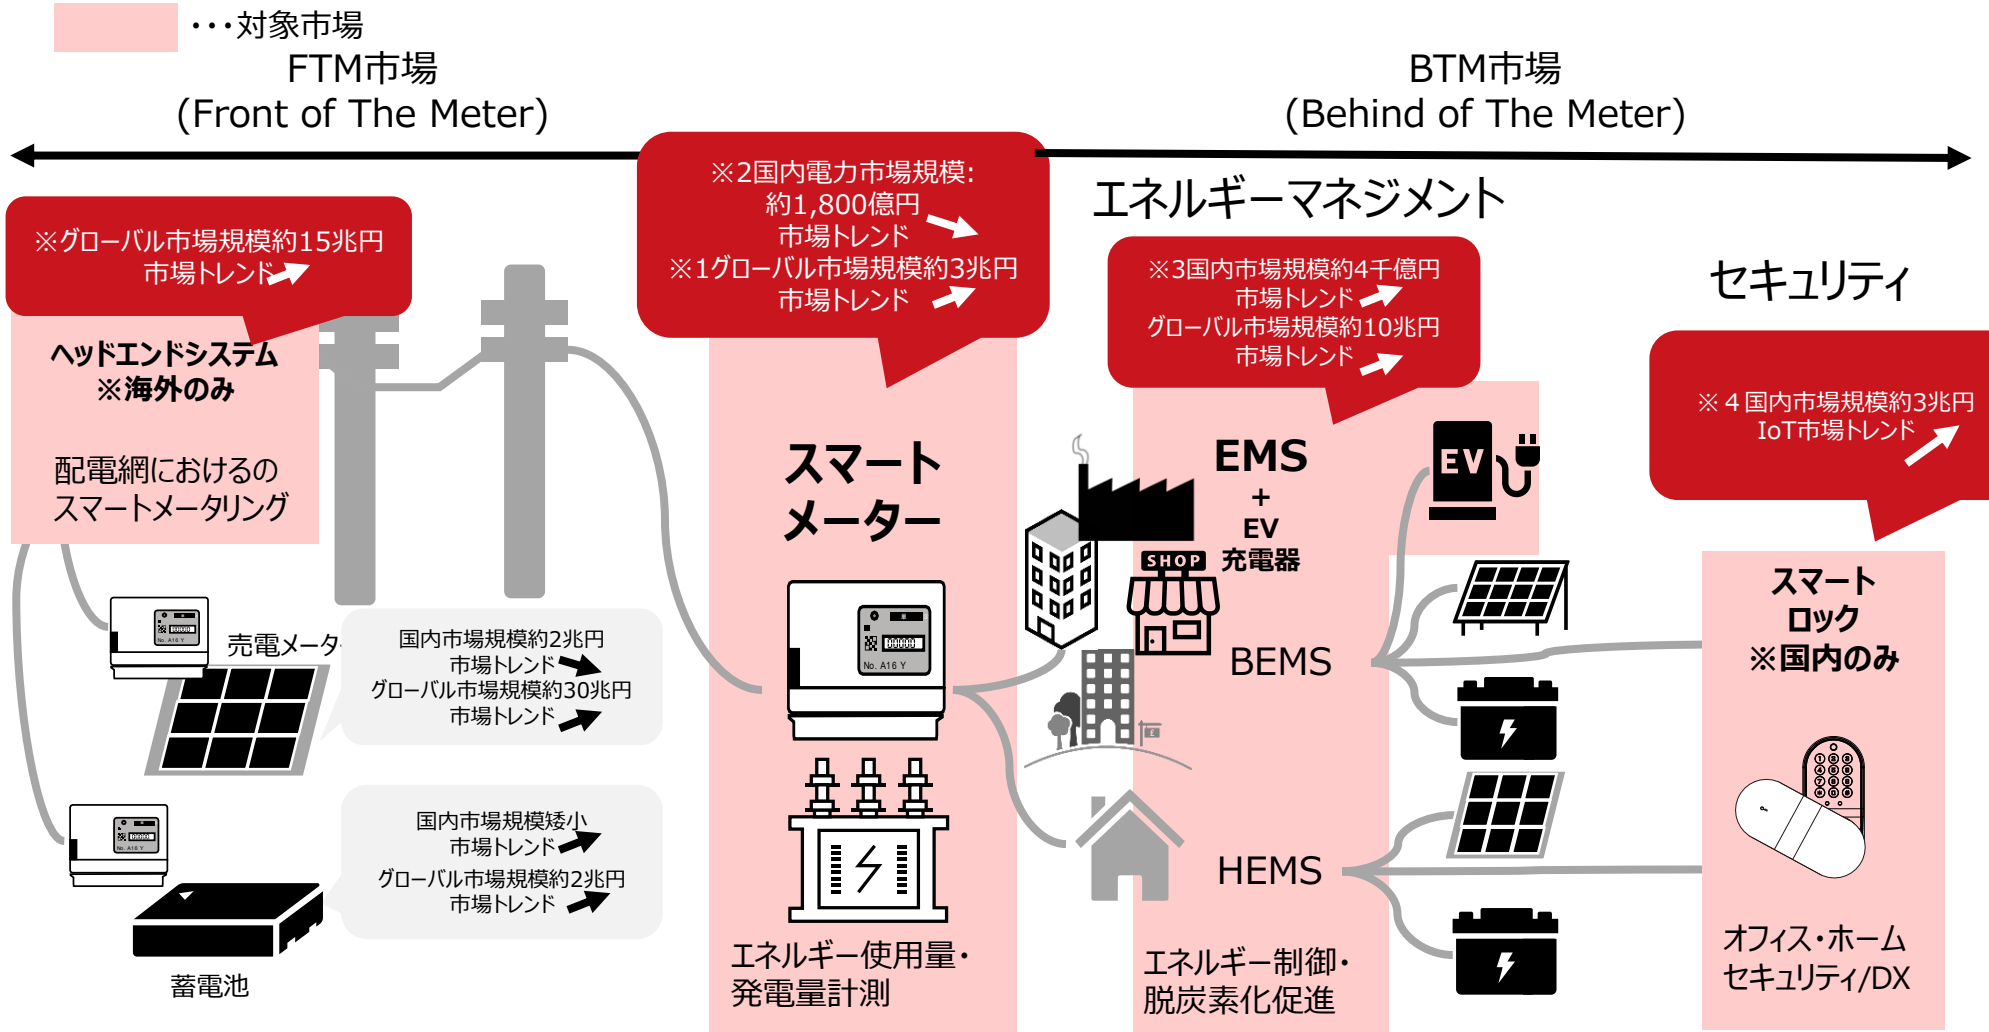 ・・・対象市場
FTM市場
(Front of The Meter)
BTM市場
(Behind of The Meter)
※2国内電力市場規模:
約1,800億円
市場トレンド
※1グローバル市場規模約3兆円
市場トレンド
エネルギーマネジメント
※グローバル市場規模約15兆円
市場トレンド
※3国内市場規模約4千億円
市場トレンド
グローバル市場規模約10兆円
市場トレンド
セキュリティ
※４国内市場規模約3兆円
IoT市場トレンド
ヘッドエンドシステム
※海外のみ
配電網におけるの
スマートメータリング
スマート
メーター
EMS
+
EV
充電器
EV
SHOP
スマート
ロック
※国内のみ
売電メータ
No. A16 Y
国内市場規模約2兆円
市場トレンド
グローバル市場規模約30兆円
市場トレンド
00000
No. A16 Y
BEMS
国内市場規模矮小
市場トレンド
グローバル市場規模約2兆円
市場トレンド
No. A16 Y
HEMS
蓄電池
エネルギー使用量・
発電量計測
エネルギー制御・
脱炭素化促進
オフィス・ホーム
セキュリティ/DX